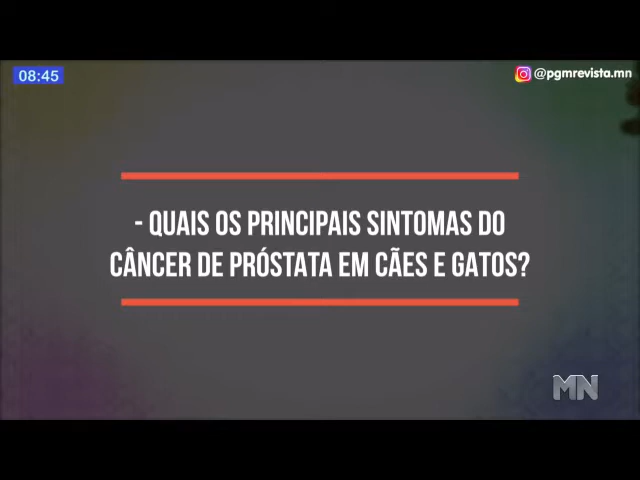 08:45
@pgmrevista.mn
- QUAIS OS PRINCIPAIS SINTOMAS DO
CÂNCER DE PRÓSTATA EM CÃES E GATOS?
MN